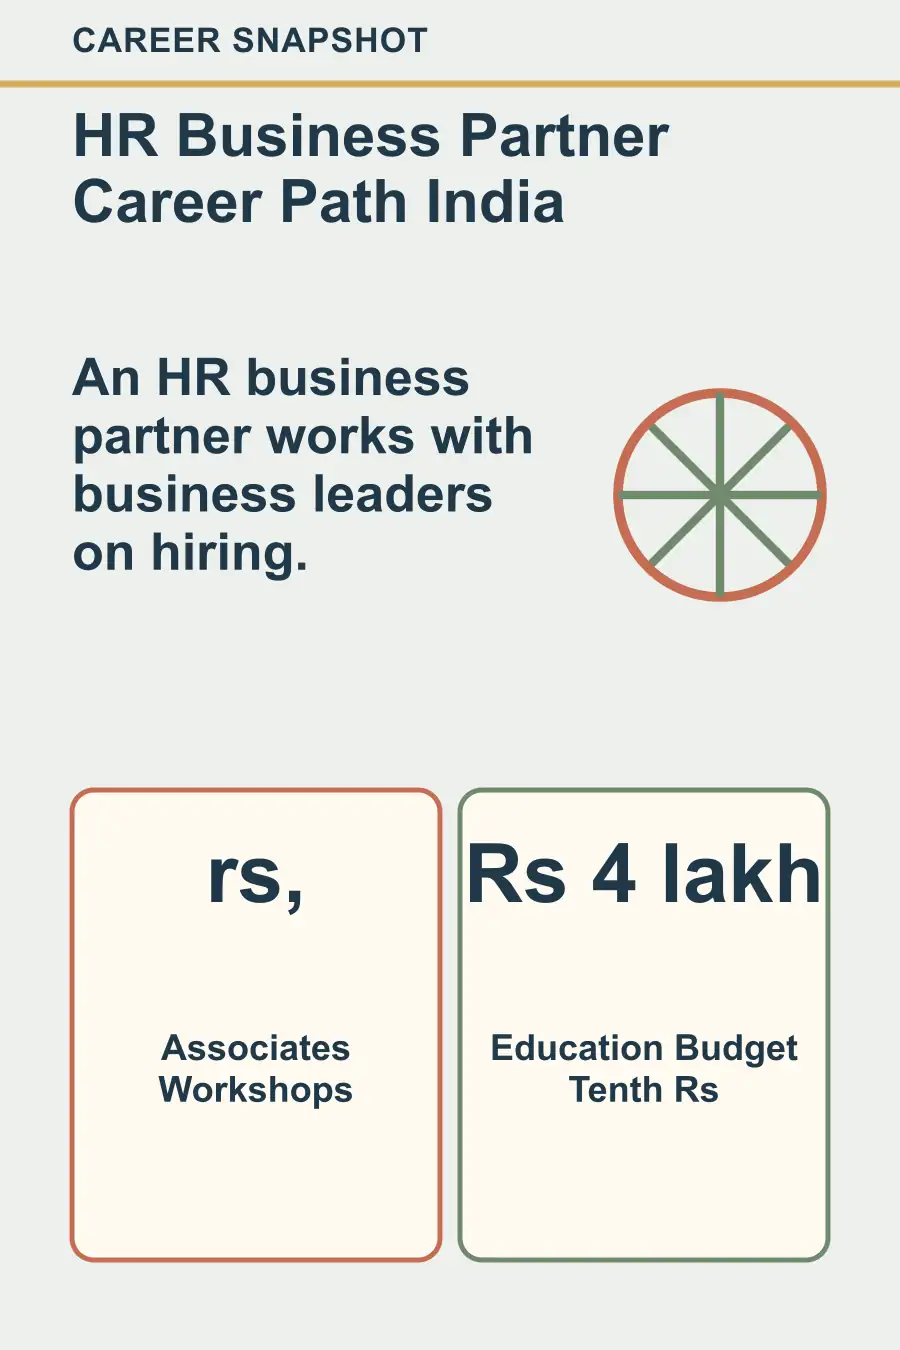 CAREER SNAPSHOT
HR Business Partner
Career Path India
An HR business
partner works with
business leaders
on hiring.
rs,
Associates
Workshops
Rs 4 lakh
Education Budget
Tenth Rs